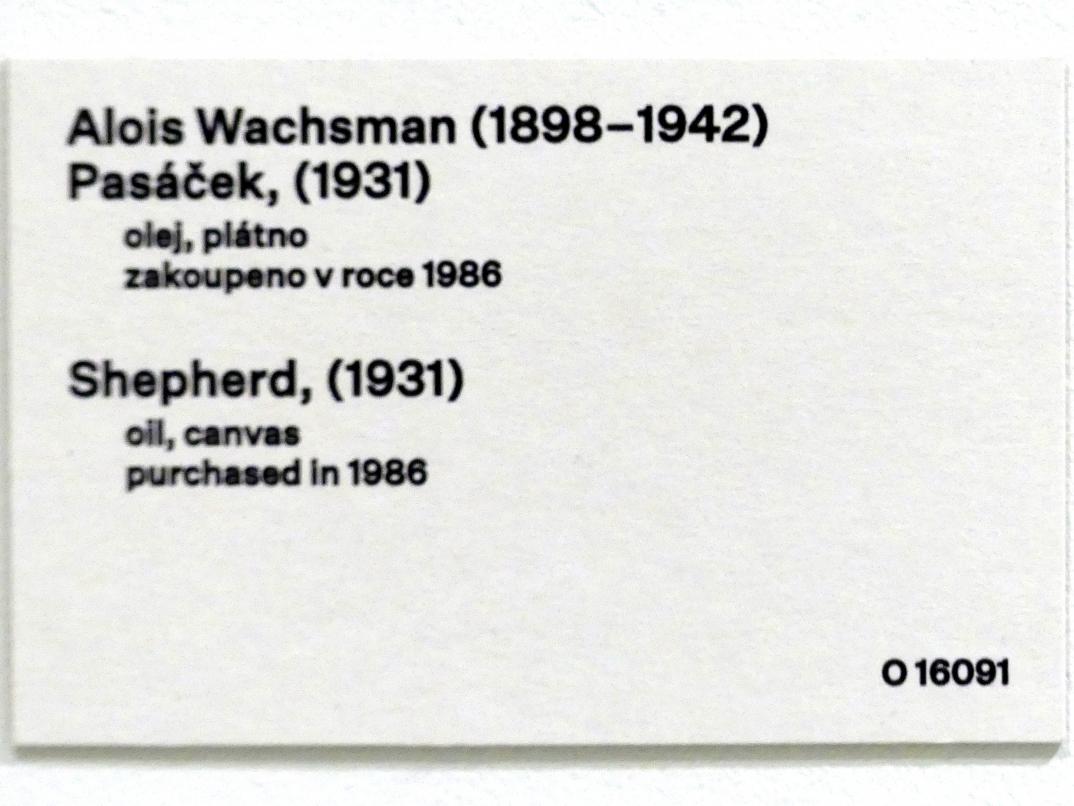 Alois Wachsman (1898–1942)
Pasáček, (1931)
olej, plátno
zakoupeno v roce 1986
Shepherd, (1931)
oil, canvas
purchased in 1986
O 16091